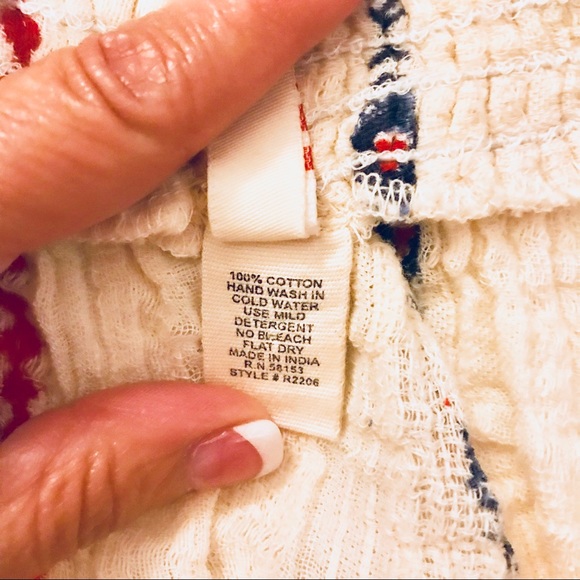 100% COTTON
HAND WASH IN
COLD WATER
USE MILD
DETERGENT
NO BLEACH
FLAT DRY
MADE IN INDIA
R.N 58153
STYLE # R2206